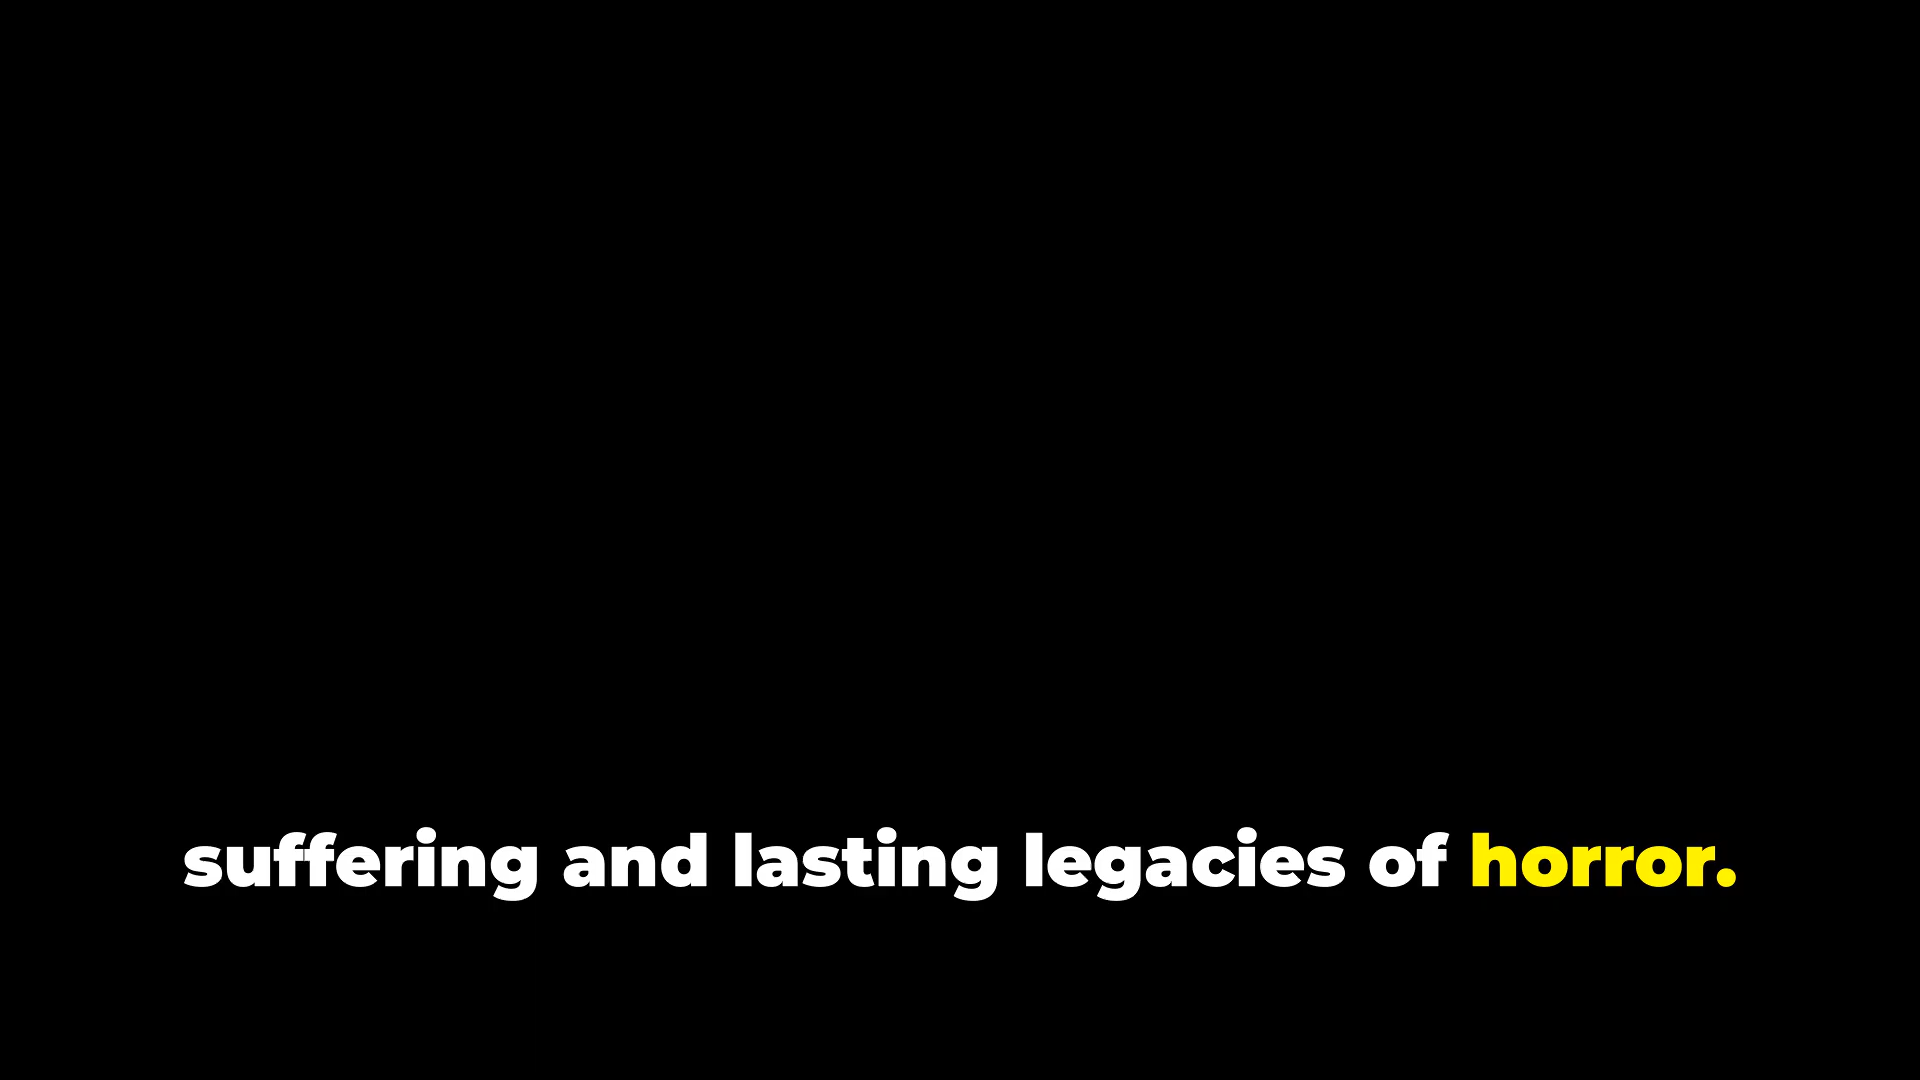 suffering and lasting legacies of horror.